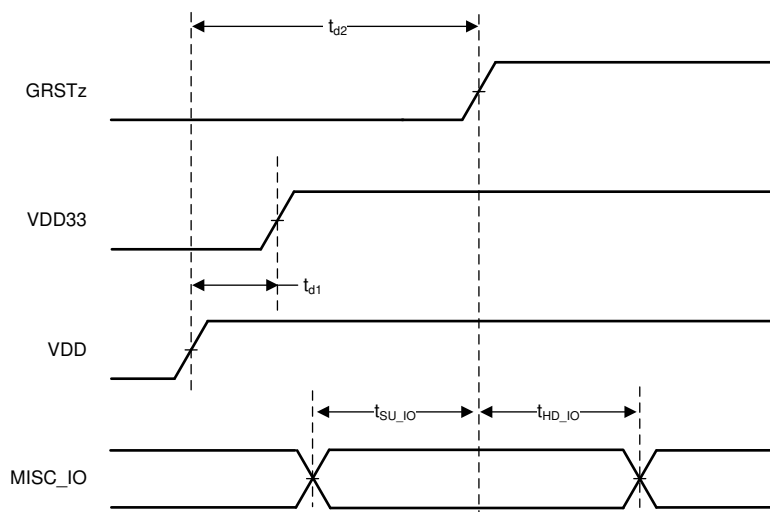 t_d2
GRSTz
VDD33
t_d1
VDD
t_SU_IO
t_HD_IO
MISC_IO